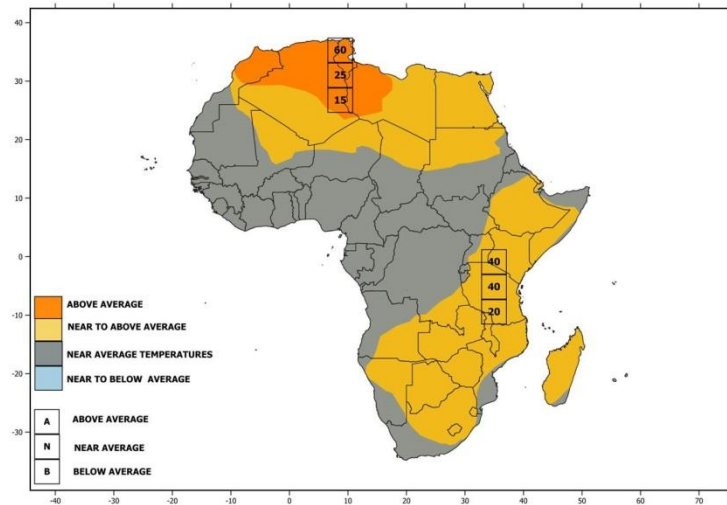 40
30
20
10
0
-10
-20
-30
60
25
15
40
40
20
ABOVE AVERAGE
NEAR TO ABOVE AVERAGE
NEAR AVERAGE TEMPERATURES
NEAR TO BELOW AVERAGE
A ABOVE AVERAGE
N NEAR AVERAGE
B BELOW AVERAGE
-40 -30 -20 -10 0 10 20 30 40 50 60 70